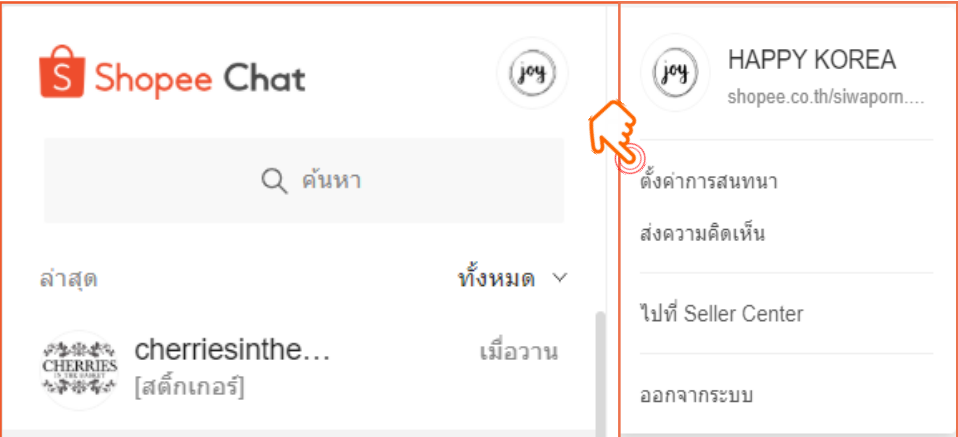 S Shopee Chat
joy
ค้นหา
ล่าสุด
ทั้งหมด
CHERRIES
IN THE BASKET
cherriesinthe...
เมื่อวาน
[สติ๊กเกอร์]
joy
HAPPY KOREA
shopee.co.th/siwaporn....
ตั้งค่าการสนทนา
ส่งความคิดเห็น
ไปที่ Seller Center
ออกจากระบบ